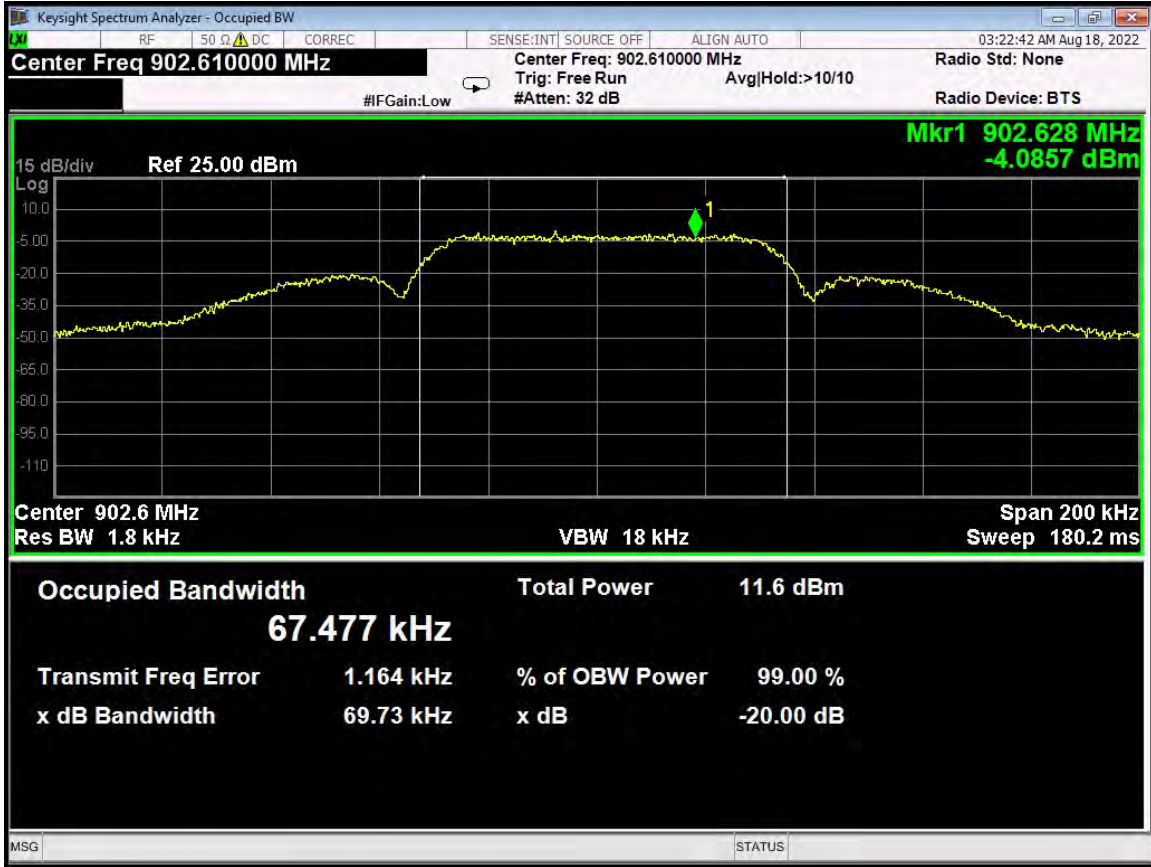 Keysight Spectrum Analyzer - Occupied BW
LXI RF 50 Ω DC CORREC SENSE:INT SOURCE OFF ALIGN AUTO 03:22:42 AM Aug 18, 2022
Center Freq 902.610000 MHz Center Freq: 902.610000 MHz Radio Std: None
Trig: Free Run Avg|Hold:>10/10
#IFGain:Low #Atten: 32 dB Radio Device: BTS
Mkr1 902.628 MHz
15 dB/div Ref 25.00 dBm -4.0857 dBm
Log
10.0
1
-5.00
-20.0
-35.0
-50.0
-65.0
-80.0
-95.0
-110
Center 902.6 MHz Span 200 kHz
Res BW 1.8 kHz VBW 18 kHz Sweep 180.2 ms
Occupied Bandwidth Total Power 11.6 dBm
67.477 kHz
Transmit Freq Error 1.164 kHz % of OBW Power 99.00 %
x dB Bandwidth 69.73 kHz x dB -20.00 dB
MSG STATUS